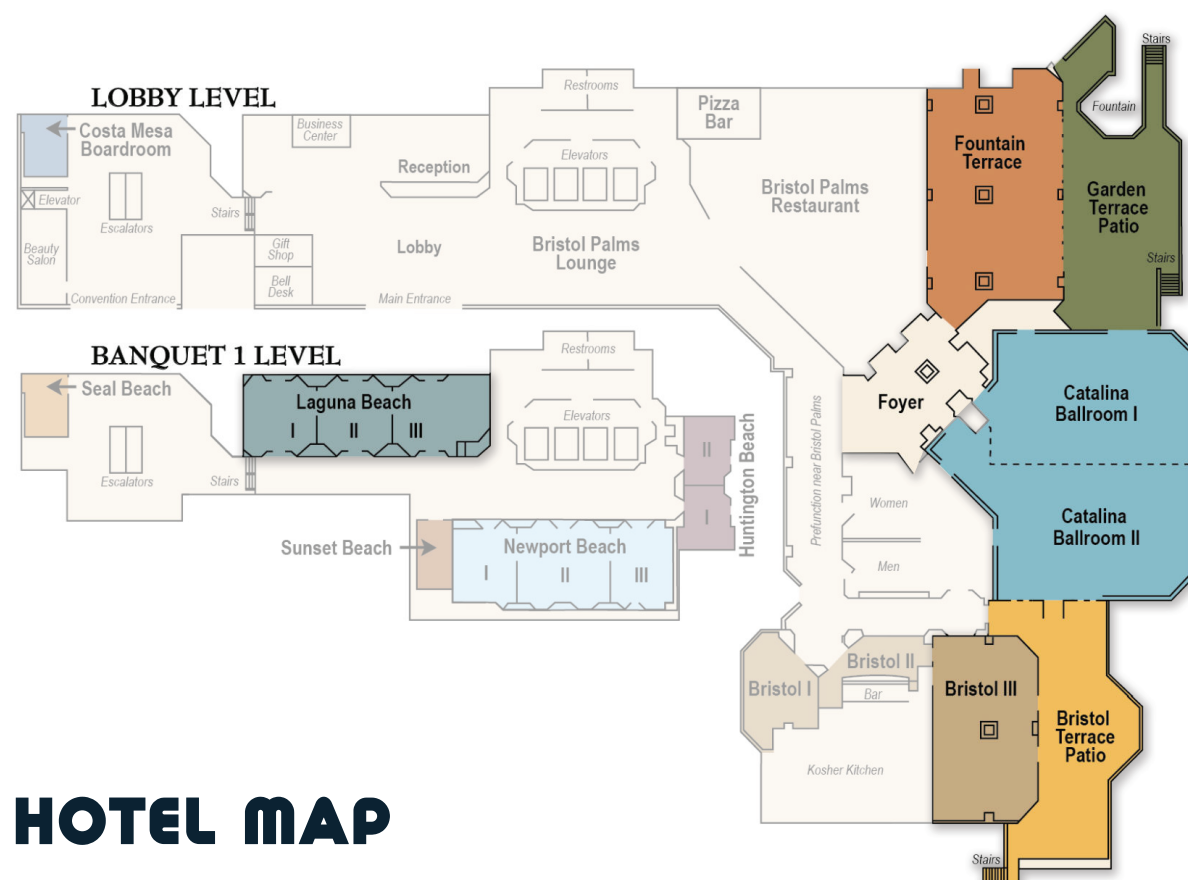 LOBBY LEVEL
Costa Mesa
Boardroom
Elevator
Escalators
Beauty
Salon
Convention Entrance
Stairs
Business
Center
Reception
Gift
Shop
Bell
Desk
Lobby
Main Entrance
Restrooms
Elevators
Bristol Palms
Lounge
Pizza
Bar
Bristol Palms
Restaurant
Fountain
Terrace
Stairs
Fountain
Garden
Terrace
Patio
Stairs
BANQUET 1 LEVEL
Seal Beach
Escalators
Stairs
Laguna Beach
I
II
III
Restrooms
Elevators
Huntington Beach
II
I
Sunset Beach
Newport Beach
I
II
III
Prefunction near Bristol Palms
Foyer
Catalina
Ballroom I
Catalina
Ballroom II
Women
Men
Bristol I
Bristol II
Bar
Bristol III
Kosher Kitchen
Bristol
Terrace
Patio
Stairs
HOTEL MAP